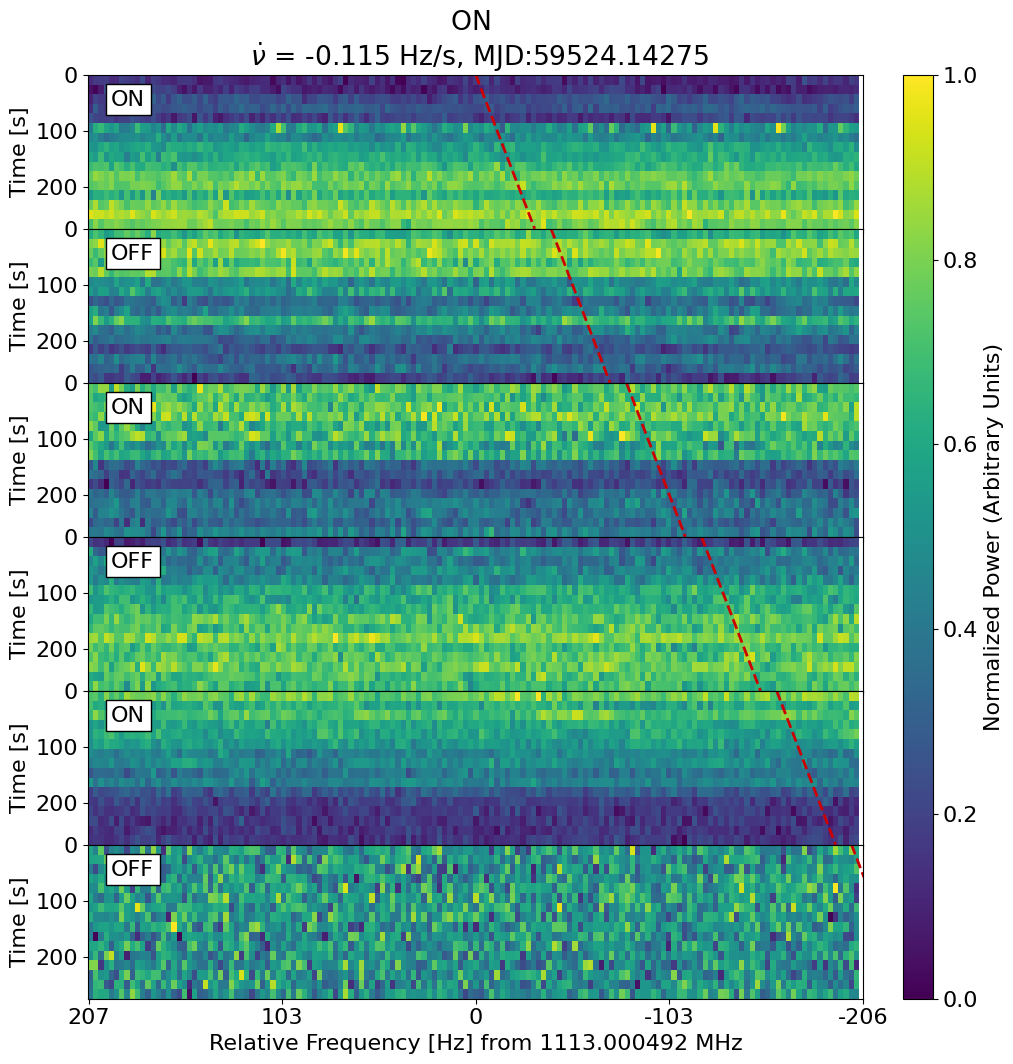 ON
ν̇ = -0.115 Hz/s, MJD:59524.14275
0
ON
100
Time [s]
200
0
OFF
100
Time [s]
200
0
ON
100
Time [s]
200
0
OFF
100
Time [s]
200
0
ON
100
Time [s]
200
0
OFF
100
Time [s]
200
207 103 0 -103 -206
Relative Frequency [Hz] from 1113.000492 MHz
1.0
0.8
0.6
0.4
0.2
0.0
Normalized Power (Arbitrary Units)